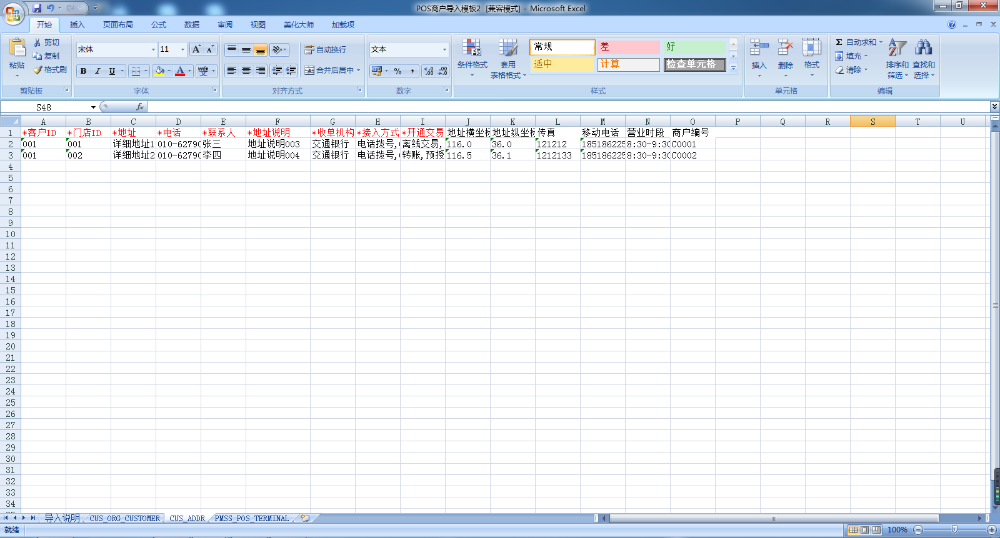 POS商户导入模板2 [兼容模式] - Microsoft Excel
开始 插入 页面布局 公式 数据 审阅 视图 美化大师 加载项
粘贴 剪切 复制 格式刷 剪贴板
宋体 11 B I U 字体
自动换行 合并后居中 对齐方式
文本 % , 数字
条件格式 套用表格格式 常规 差 好 适中 计算 检查单元格 样式
插入 删除 格式 单元格
Σ 自动求和 填充 清除 排序和筛选 查找和选择 编辑
S48 fx
A B C D E F G H I J K L M N O P Q R S T U
1 *客户ID *门店ID *地址 *电话 *联系人 *地址说明 *收单机构 *接入方式 *开通交易 地址横坐标 地址纵坐标 传真 移动电话 营业时段 商户编号
2 001 001 详细地址1 010-6279 张三 地址说明003 交通银行 电话拨号, 离线交易, 116.0 36.0 121212 185186225 8:30-9:30 C0001
3 001 002 详细地址2 010-6279 李四 地址说明004 交通银行 电话拨号, 转账,预授 116.5 36.1 1212133 185186225 8:30-9:30 C0002
4
5
6
7
8
9
10
11
12
13
14
15
16
17
18
19
20
21
22
23
24
25
26
27
28
29
30
31
32
33
34
导入说明 CUS_ORG_CUSTOMER CUS_ADDR PMSS_POS_TERMINAL
就绪 100%